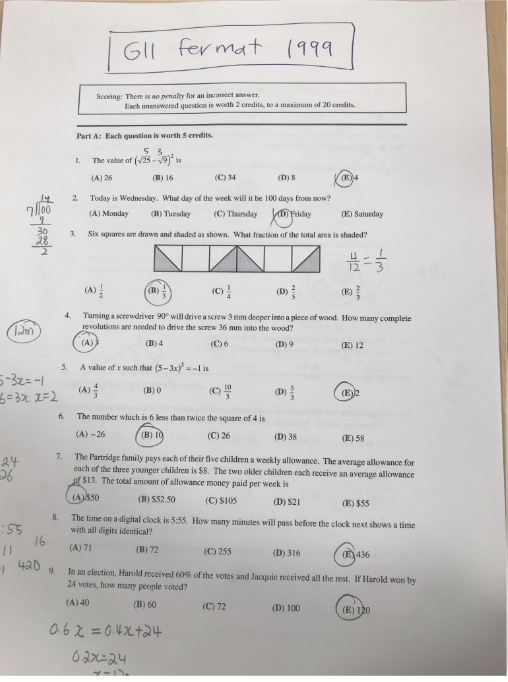 G11 fermat 1999
Scoring: There is no penalty for an incorrect answer.
Each unanswered question is worth 2 credits, to a maximum of 20 credits.
Part A: Each question is worth 5 credits.
5 3
1. The value of (√25 − √9)² is
(A) 26 (B) 16 (C) 34 (D) 8 (E) 4
2. Today is Wednesday. What day of the week will it be 100 days from now?
(A) Monday (B) Tuesday (C) Thursday (D) Friday (E) Saturday
14
7)100
7
30
28
2
3. Six squares are drawn and shaded as shown. What fraction of the total area is shaded?
4/12 = 1/3
(A) 1/2 (B) 1/3 (C) 1/4 (D) 2/5 (E) 2/3
4. Turning a screwdriver 90° will drive a screw 3 mm deeper into a piece of wood. How many complete
revolutions are needed to drive the screw 36 mm into the wood?
(A) 3 (B) 4 (C) 6 (D) 9 (E) 12
5. A value of x such that (5 − 3x)⁵ = −1 is
5-3x=-1
6=3x x=2
(A) 4/3 (B) 0 (C) 10/3 (D) 5/3 (E) 2
6. The number which is 6 less than twice the square of 4 is
(A) −26 (B) 10 (C) 26 (D) 38 (E) 58
7. The Partridge family pays each of their five children a weekly allowance. The average allowance for
each of the three younger children is $8. The two older children each receive an average allowance
of $13. The total amount of allowance money paid per week is
24
26
(A) $50 (B) $52.50 (C) $105 (D) $21 (E) $55
8. The time on a digital clock is 5:55. How many minutes will pass before the clock next shows a time
with all digits identical?
:55
11 16
420
(A) 71 (B) 72 (C) 255 (D) 316 (E) 436
9. In an election, Harold received 60% of the votes and Jacquie received all the rest. If Harold won by
24 votes, how many people voted?
(A) 40 (B) 60 (C) 72 (D) 100 (E) 120
0.6x = 0.4x+24
0.2x=24